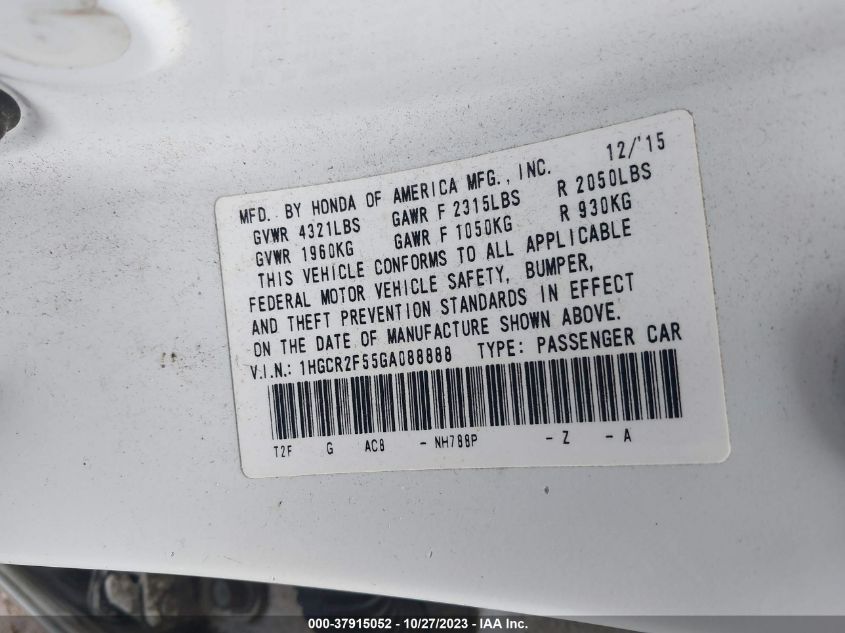 12/'15
MFD. BY HONDA OF AMERICA MFG., INC.
GVWR 4321LBS GAWR F 2315LBS R 2050LBS
GVWR 1960KG GAWR F 1050KG R 930KG
THIS VEHICLE CONFORMS TO ALL APPLICABLE
FEDERAL MOTOR VEHICLE SAFETY, BUMPER,
AND THEFT PREVENTION STANDARDS IN EFFECT
ON THE DATE OF MANUFACTURE SHOWN ABOVE.
V.I.N.: 1HGCR2F55GA088888 TYPE: PASSENGER CAR
T2F G AC8 - NH788P - Z - A
000-37915052 - 10/27/2023 - IAA Inc.